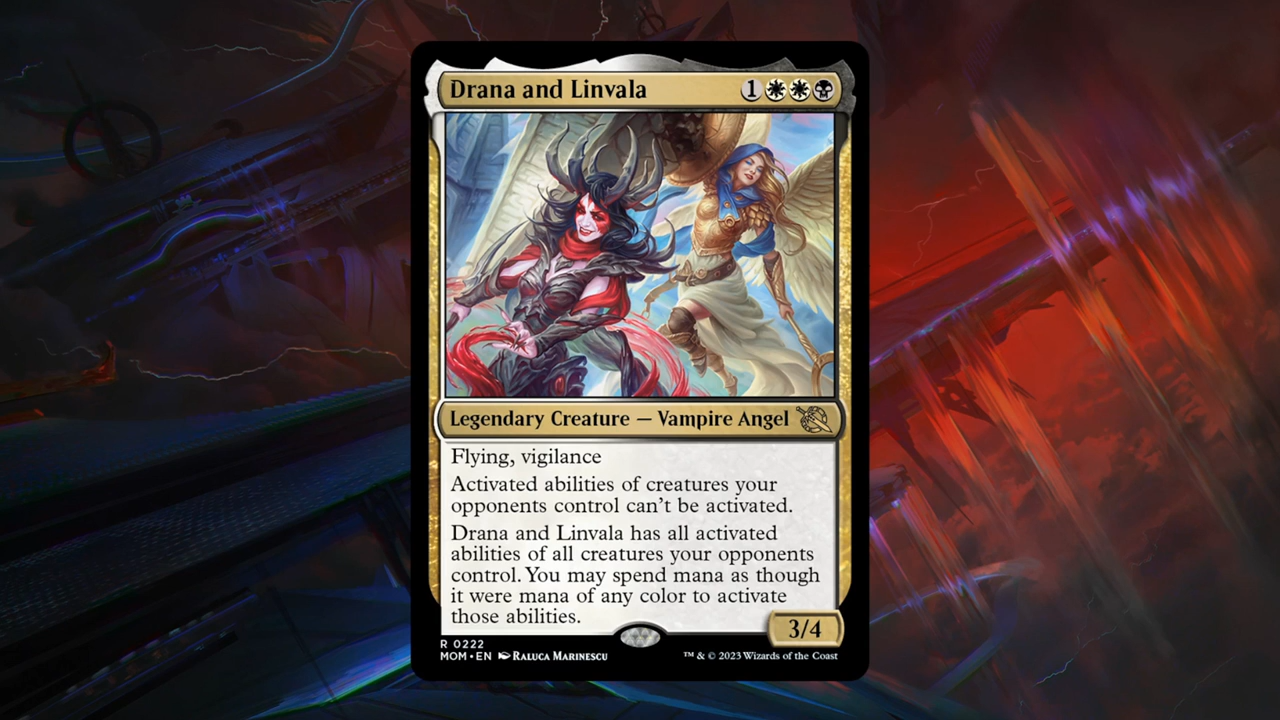 Drana and Linvala 1
Legendary Creature — Vampire Angel
Flying, vigilance
Activated abilities of creatures your
opponents control can't be activated.
Drana and Linvala has all activated
abilities of all creatures your opponents
control. You may spend mana as though
it were mana of any color to activate
those abilities.
3/4
R 0222
MOM • EN Raluca Marinescu
™ & © 2023 Wizards of the Coast